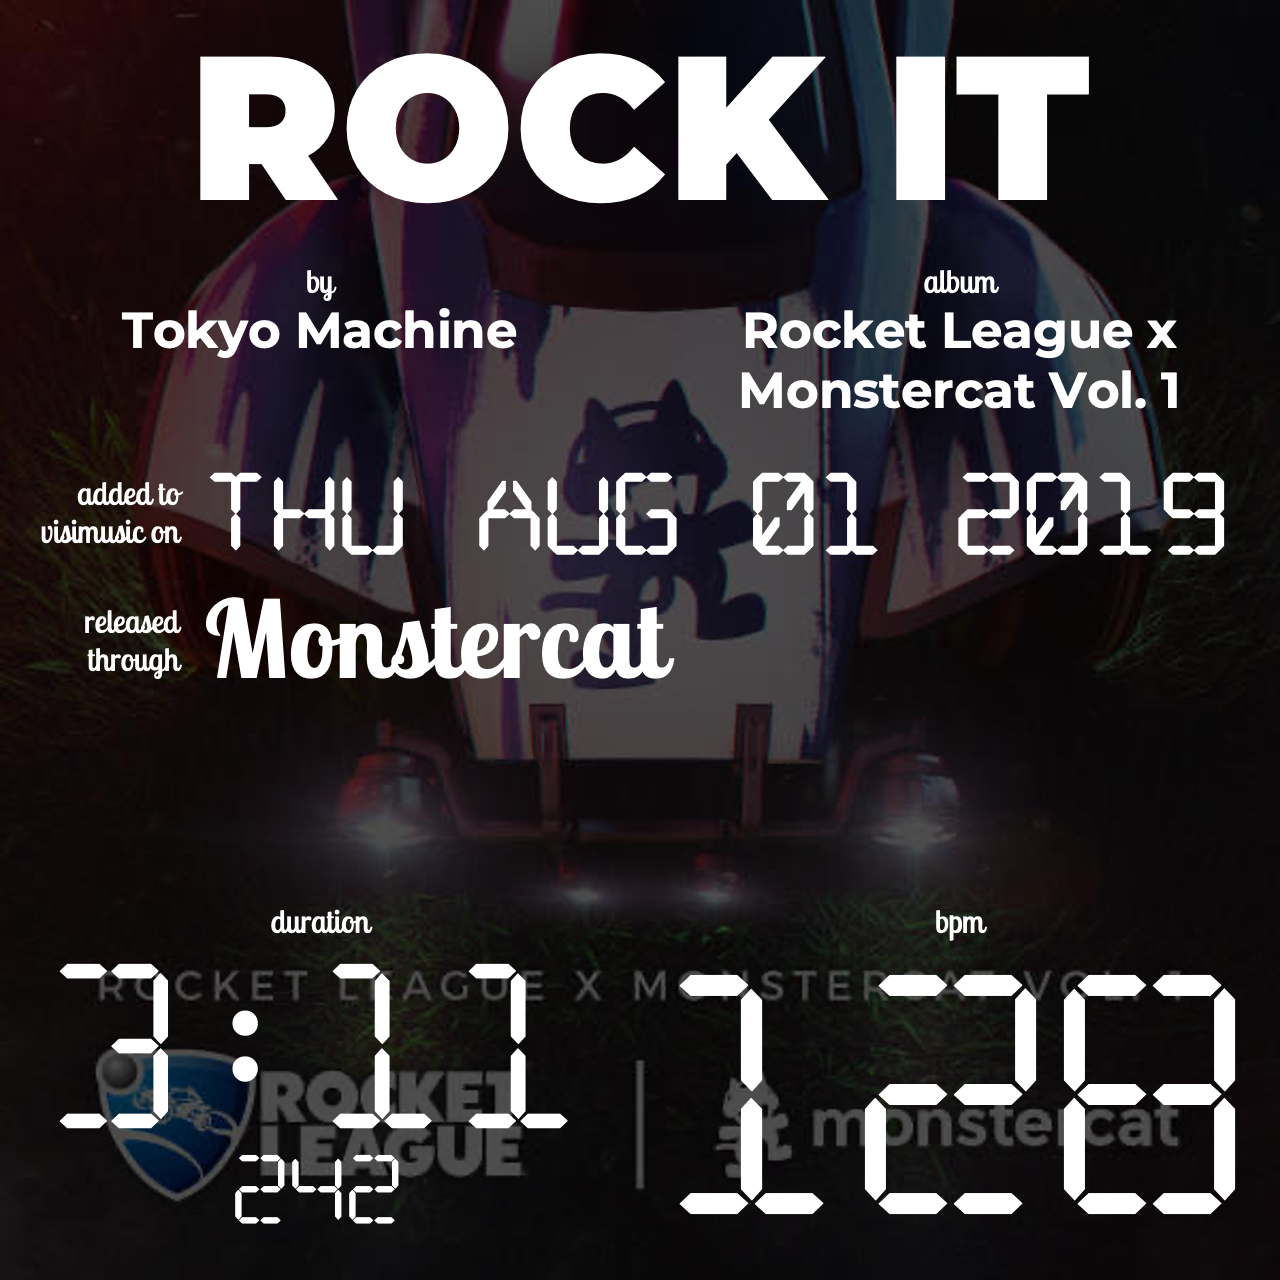 ROCK IT
by
Tokyo Machine
album
Rocket League x
Monstercat Vol. 1
added to
visimusic on
THU AUG 01 2019
released
through
Monstercat
duration
3:11
242
bpm
128
ROCKET LEAGUE X MONSTERCAT VOL. 1
ROCKET
LEAGUE
monstercat